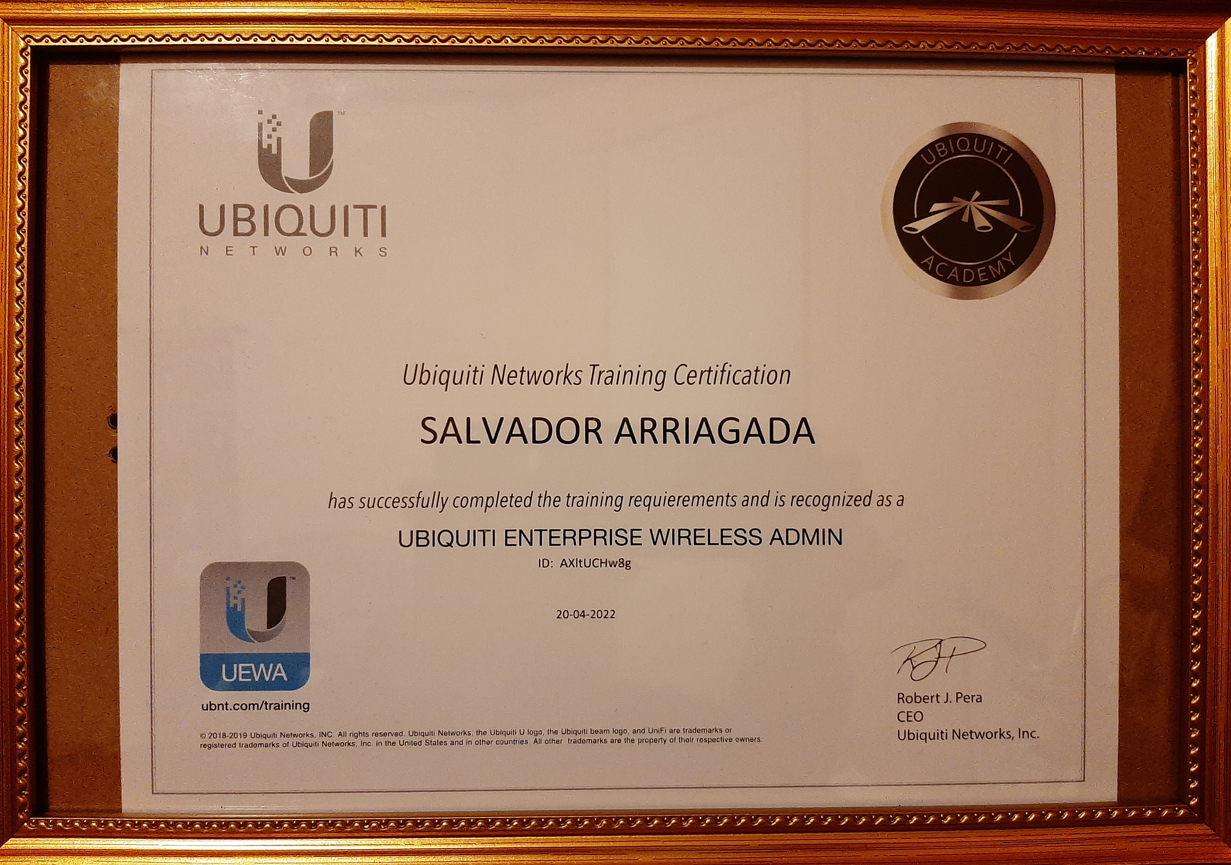 UBIQUITI
NETWORKS
UBIQUITI
ACADEMY
Ubiquiti Networks Training Certification
SALVADOR ARRIAGADA
has successfully completed the training requierements and is recognized as a
UBIQUITI ENTERPRISE WIRELESS ADMIN
ID: AXltUCHw8g
20-04-2022
UEWA
ubnt.com/training
Robert J. Pera
CEO
Ubiquiti Networks, Inc.
© 2018-2019 Ubiquiti Networks, INC. All rights reserved. Ubiquiti Networks, the Ubiquiti U logo, the Ubiquiti beam logo, and UniFi are trademarks or
registered trademarks of Ubiquiti Networks, Inc. in the United States and in other countries. All other trademarks are the property of their respective owners.